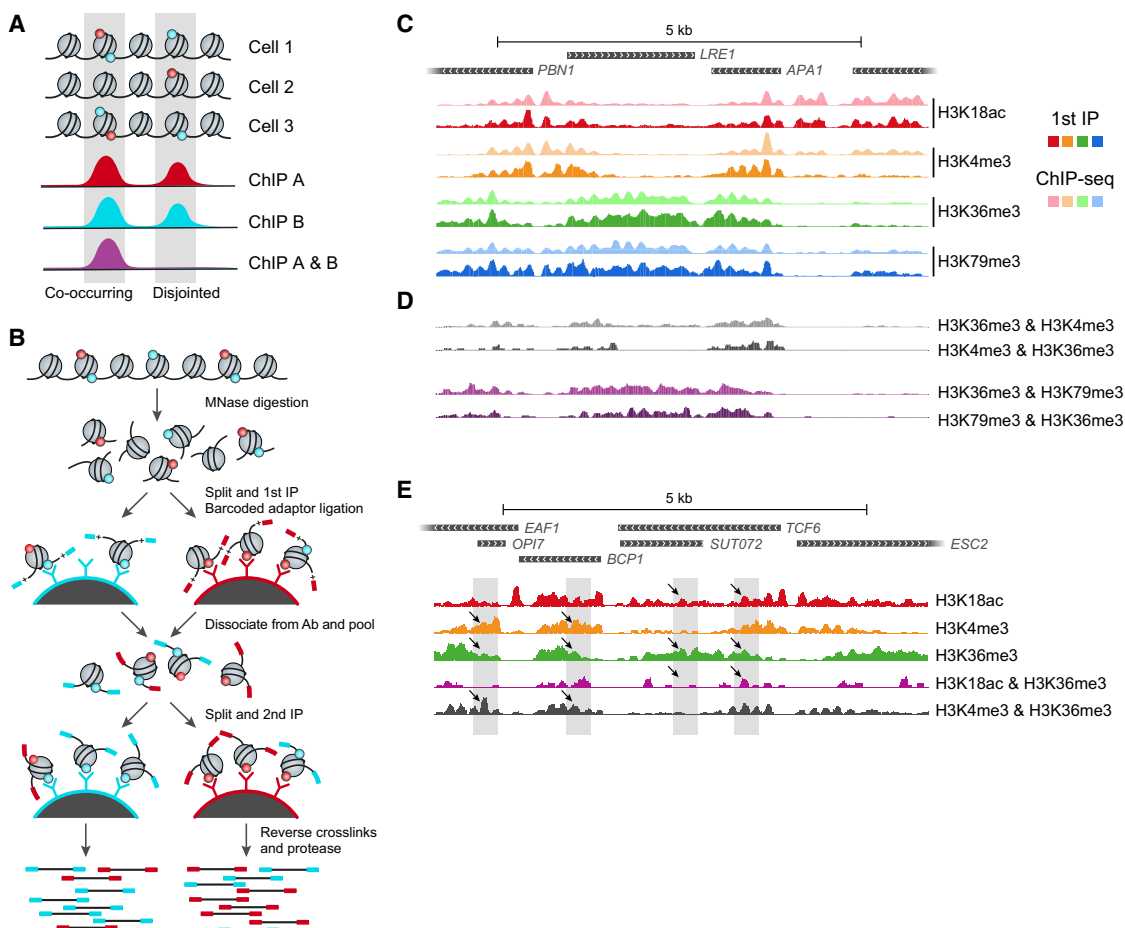 A
Cell 1
Cell 2
Cell 3
ChIP A
ChIP B
ChIP A & B
Co-occurring Disjointed
B
MNase digestion
Split and 1st IP
Barcoded adaptor ligation
Dissociate from Ab and pool
Split and 2nd IP
Reverse crosslinks
and protease
C
5 kb
LRE1
PBN1 APA1
H3K18ac
H3K4me3
H3K36me3
H3K79me3
1st IP
ChIP-seq
D
H3K36me3 & H3K4me3
H3K4me3 & H3K36me3
H3K36me3 & H3K79me3
H3K79me3 & H3K36me3
E
5 kb
EAF1 TCF6
OPI7 SUT072 ESC2
BCP1
H3K18ac
H3K4me3
H3K36me3
H3K18ac & H3K36me3
H3K4me3 & H3K36me3